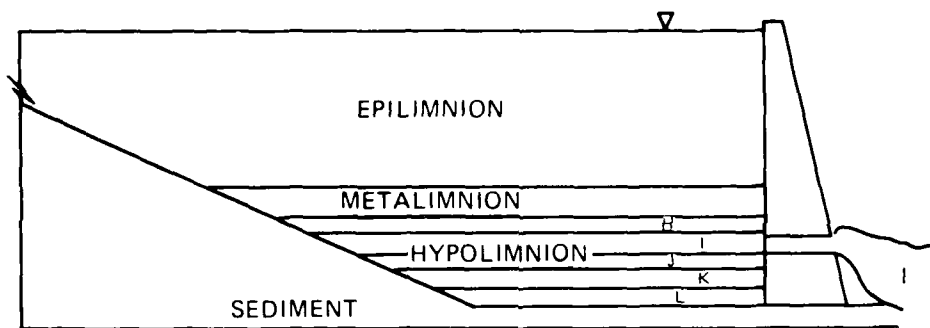 EPILIMNION
METALIMNION
H
I
HYPOLIMNION
J
I
K
L
SEDIMENT